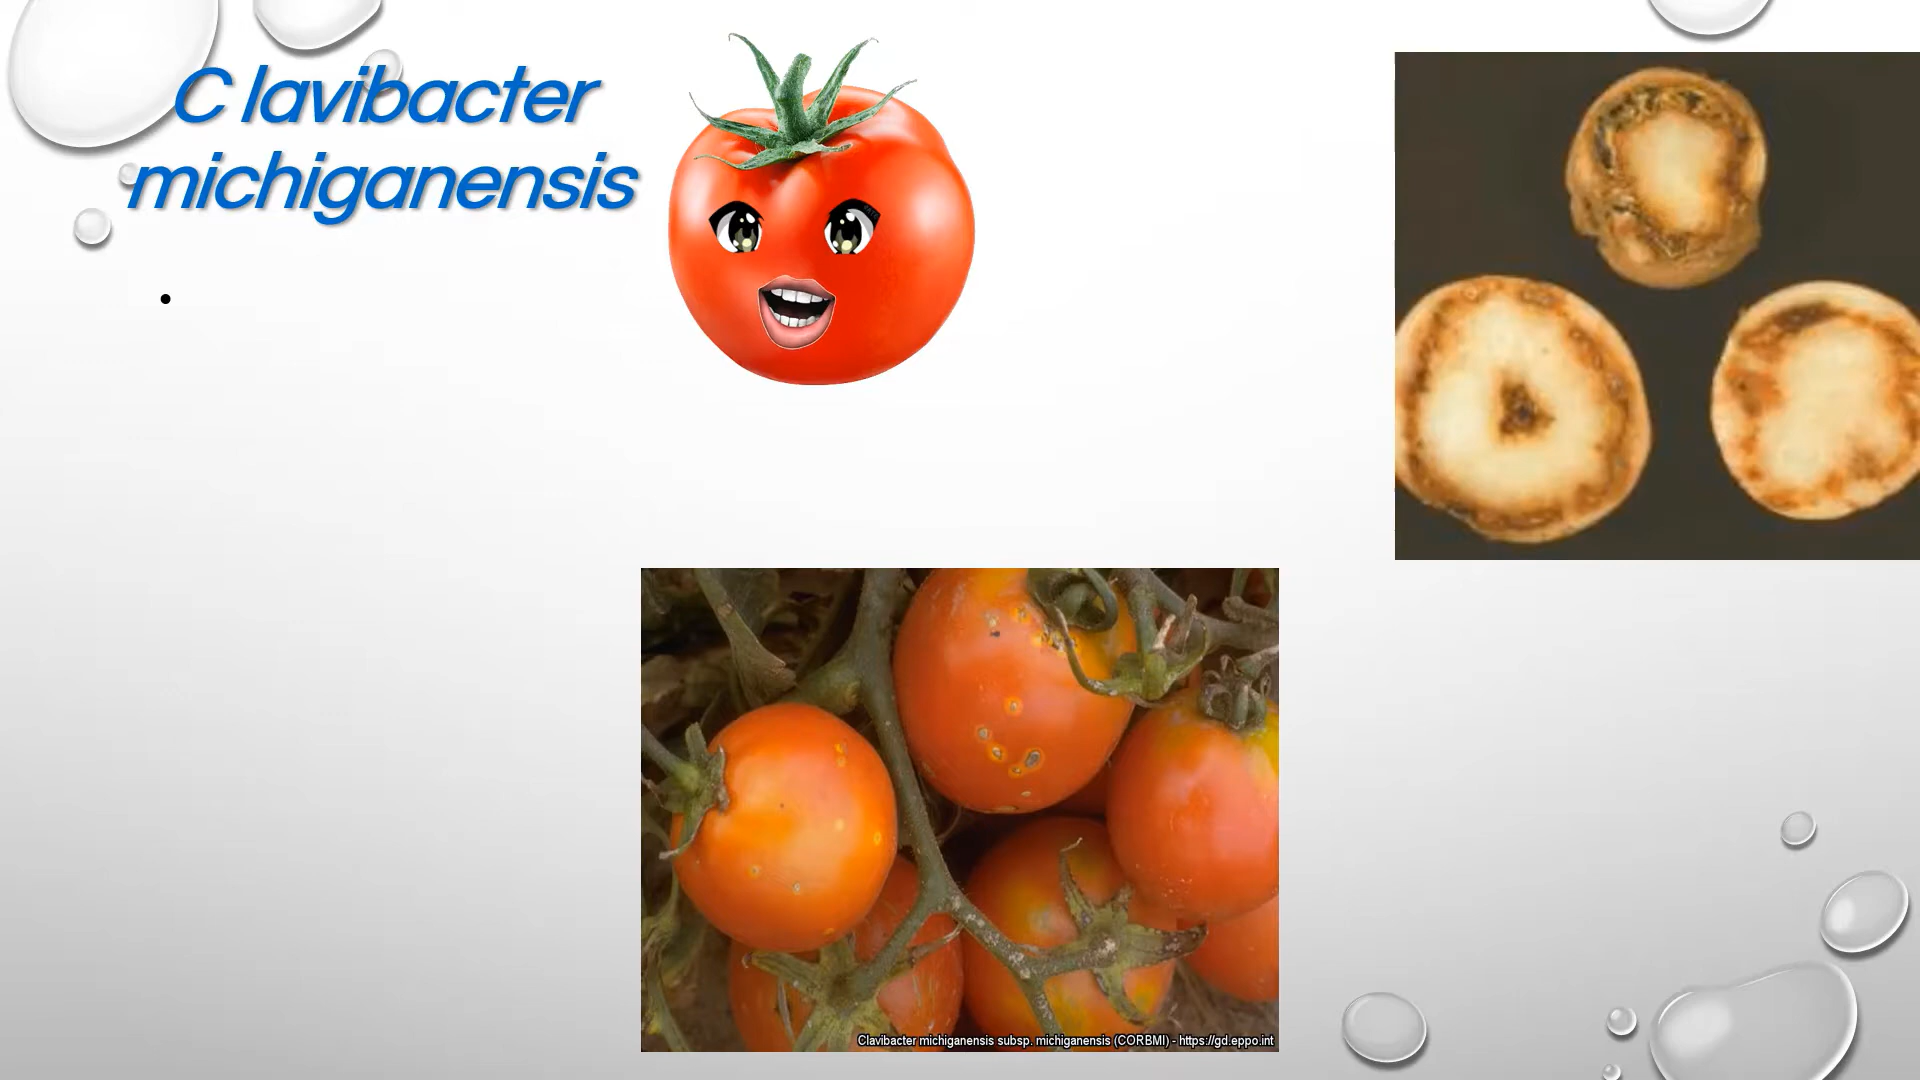 C lavibacter
michiganensis
•
Clavibacter michiganensis subsp. michiganensis (CORBMI) - https://gd.eppo.int